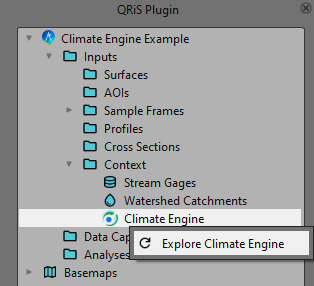 QRiS Plugin
Climate Engine Example
Inputs
Surfaces
AOIs
Sample Frames
Profiles
Cross Sections
Context
Stream Gages
Watershed Catchments
Climate Engine
Data Cap
Explore Climate Engine
Analyses
Basemaps